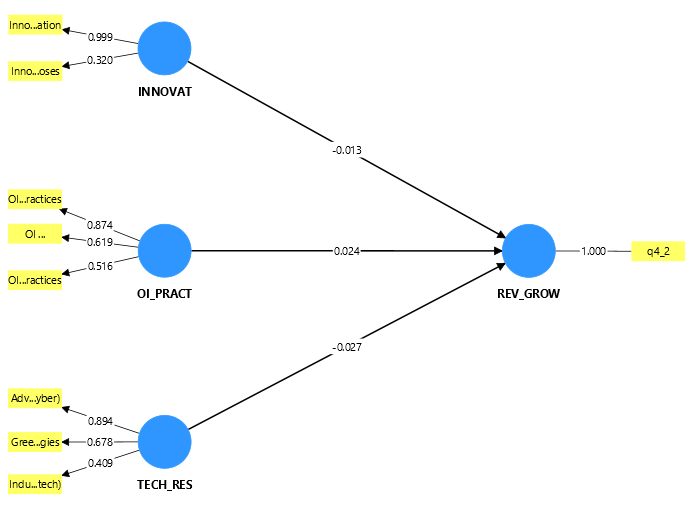 Inno...ation
0.999
Inno...oses
0.320
INNOVAT
-0.013
OI...ractices
0.874
OI ...
0.619
OI...ractices
0.516
OI_PRACT
0.024
REV_GROW
1.000
q4_2
-0.027
Adv...yber)
0.894
Gree...gies
0.678
Indu...tech)
0.409
TECH_RES